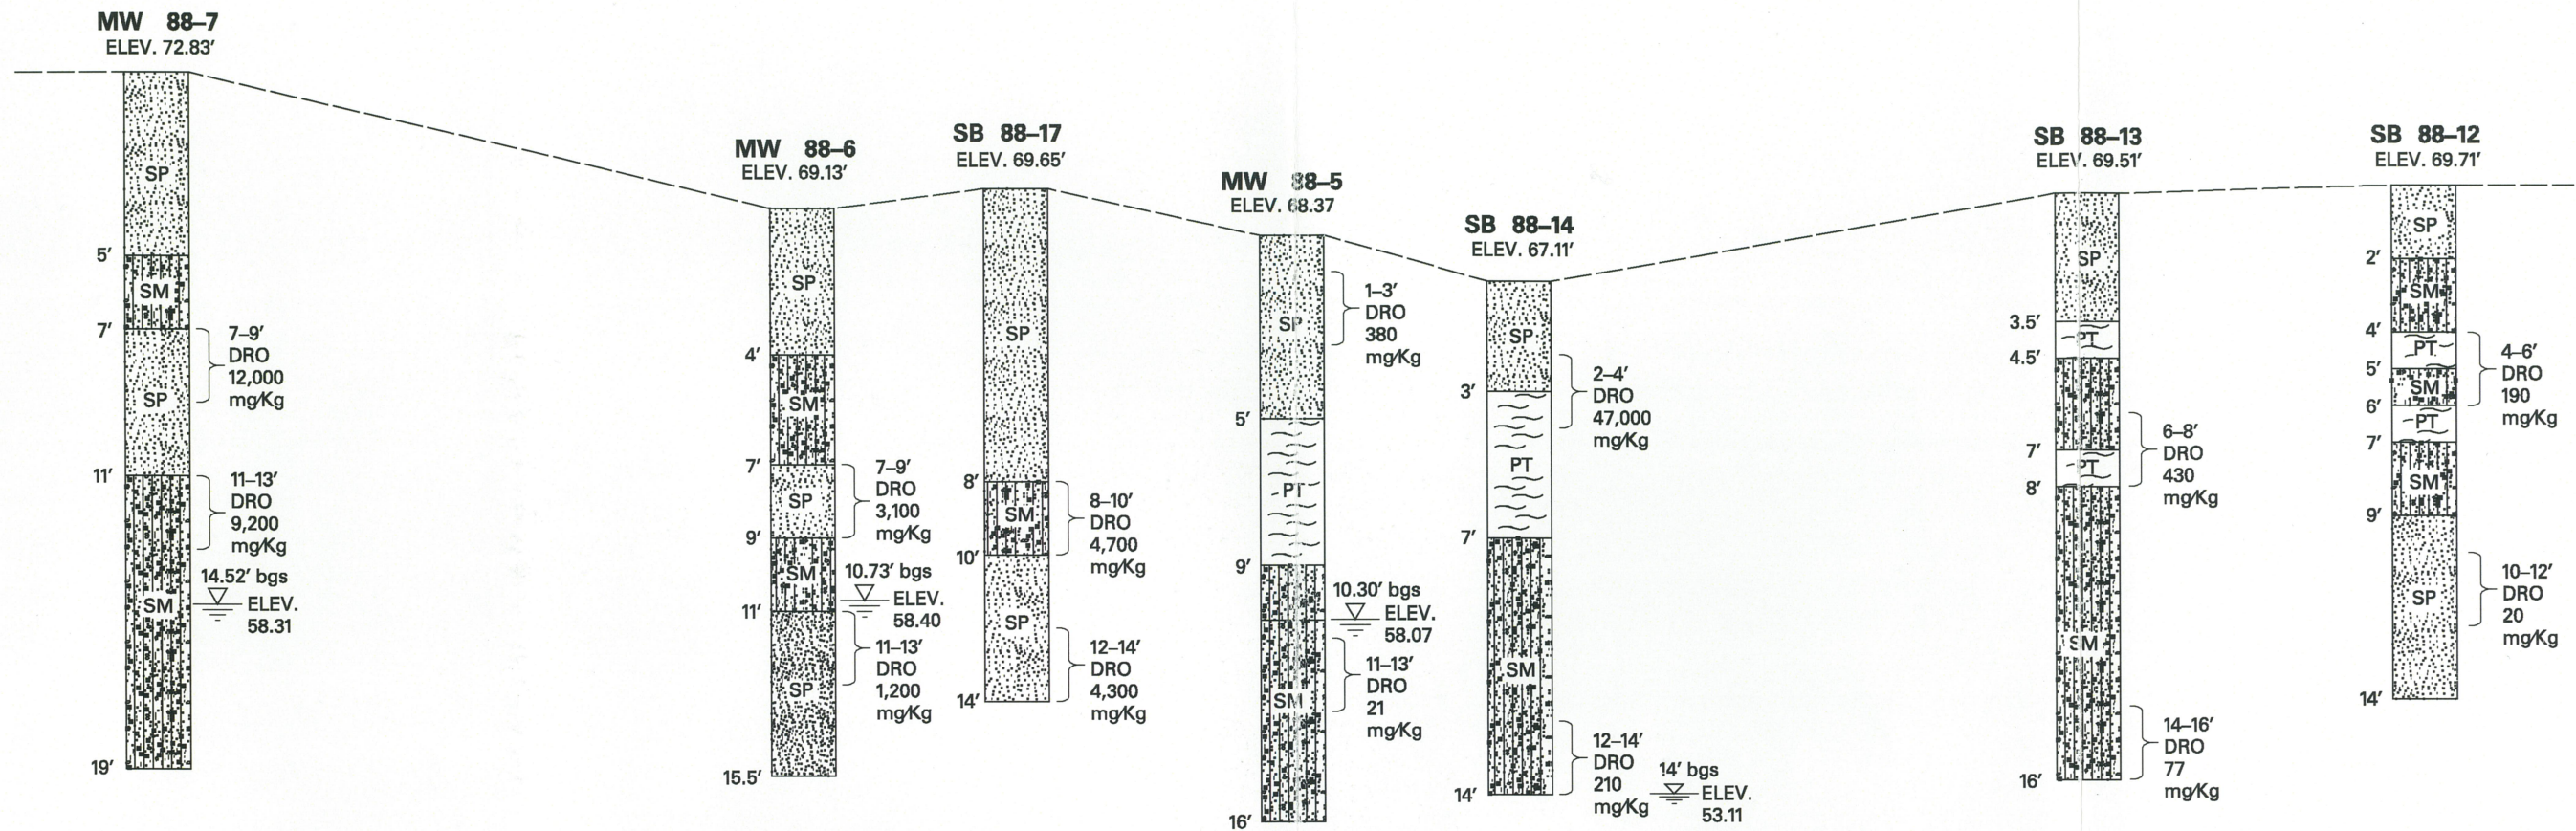 MW 88–7
ELEV. 72.83′
SP
5′
SM
7′
7–9′
DRO
12,000
mg/Kg
SP
11′
11–13′
DRO
9,200
mg/Kg
14.52′ bgs
SM
ELEV.
58.31
19′
MW 88–6
ELEV. 69.13′
SP
4′
SM
7′
7–9′
DRO
3,100
mg/Kg
SP
9′
SM
10.73′ bgs
ELEV.
58.40
11′
11–13′
DRO
1,200
mg/Kg
SP
15.5′
SB 88–17
ELEV. 69.65′
SP
8′
SM
8–10′
DRO
4,700
mg/Kg
10′
SP
12–14′
DRO
4,300
mg/Kg
14′
MW 88–5
ELEV. 68.37
1–3′
DRO
380
mg/Kg
SP
5′
PT
9′
10.30′ bgs
ELEV.
58.07
11–13′
DRO
21
mg/Kg
SM
16′
SB 88–14
ELEV. 67.11′
SP
2–4′
DRO
47,000
mg/Kg
3′
PT
7′
SM
12–14′
DRO
210
mg/Kg
14′
14′ bgs
ELEV.
53.11
SB 88–13
ELEV. 69.51′
SP
3.5′
PT
4.5′
6–8′
DRO
430
mg/Kg
7′
PT
8′
SM
14–16′
DRO
77
mg/Kg
16′
SB 88–12
ELEV. 69.71′
SP
2′
SM
4′
PT
4–6′
DRO
190
mg/Kg
5′
SM
6′
PT
7′
SM
9′
SP
10–12′
DRO
20
mg/Kg
14′